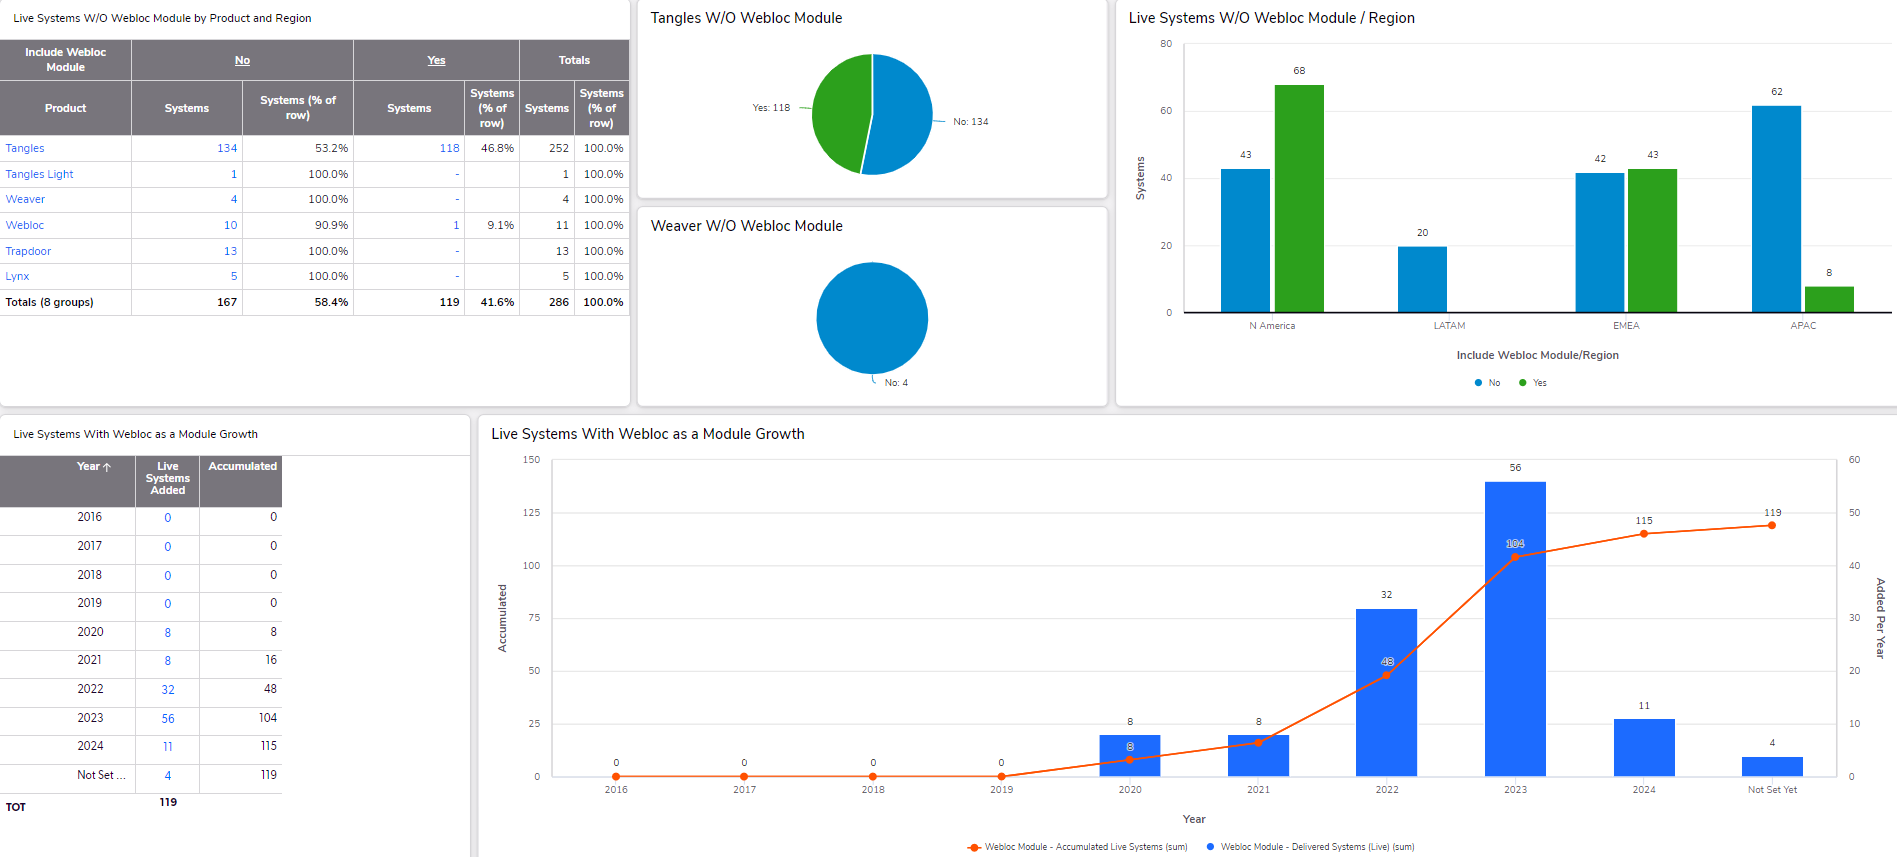 Live Systems W/O Webloc Module by Product and Region
Include Webloc Module No Yes Totals
Product Systems Systems (% of row) Systems Systems (% of row) Systems Systems (% of row)
Tangles 134 53.2% 118 46.8% 252 100.0%
Tangles Light 1 100.0% - 1 100.0%
Weaver 4 100.0% - 4 100.0%
Webloc 10 90.9% 1 9.1% 11 100.0%
Trapdoor 13 100.0% - 13 100.0%
Lynx 5 100.0% - 5 100.0%
Totals (8 groups) 167 58.4% 119 41.6% 286 100.0%
Tangles W/O Webloc Module
Yes: 118
No: 134
Weaver W/O Webloc Module
No: 4
Live Systems W/O Webloc Module / Region
80
60
40
20
0
Systems
43 68
20
42 43
62 8
N America LATAM EMEA APAC
Include Webloc Module/Region
No Yes
Live Systems With Webloc as a Module Growth
Year ↑ Live Systems Added Accumulated
2016 0 0
2017 0 0
2018 0 0
2019 0 0
2020 8 8
2021 8 16
2022 32 48
2023 56 104
2024 11 115
Not Set ... 4 119
TOT 119
Live Systems With Webloc as a Module Growth
150
125
100
75
50
25
0
Accumulated
60
50
40
30
20
10
0
Added Per Year
0 0 0 0 8 8 8 32 48 56 104 11 115 4 119
2016 2017 2018 2019 2020 2021 2022 2023 2024 Not Set Yet
Year
Webloc Module - Accumulated Live Systems (sum) Webloc Module - Delivered Systems (Live) (sum)